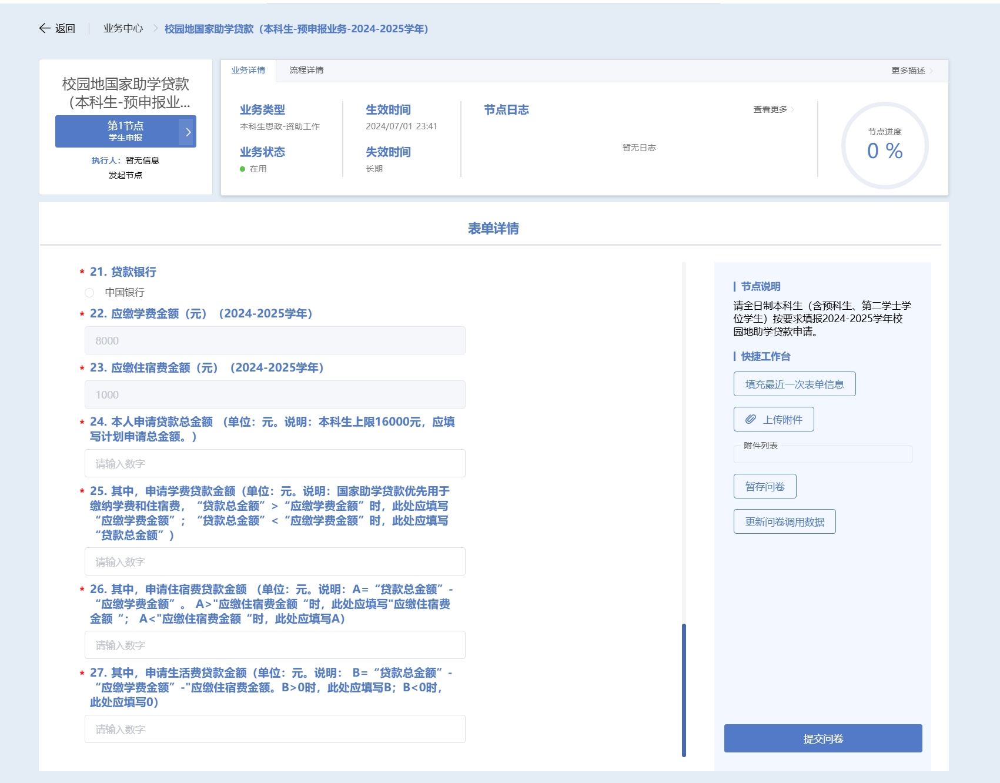 返回
业务中心
校园地国家助学贷款（本科生-预申报业务-2024-2025学年）
校园地国家助学贷款
（本科生-预申报业...
第1节点
学生申报
执行人：暂无信息
发起节点
业务详情
流程详情
更多描述
业务类型
本科生思政-资助工作
业务状态
在用
生效时间
2024/07/01 23:41
失效时间
长期
节点日志
查看更多
暂无日志
节点进度
0 %
表单详情
* 21. 贷款银行
中国银行
* 22. 应缴学费金额（元）（2024-2025学年）
8000
* 23. 应缴住宿费金额（元）（2024-2025学年）
1000
* 24. 本人申请贷款总金额 （单位：元。说明：本科生上限16000元，应填
写计划申请总金额。）
请输入数字
* 25. 其中，申请学费贷款金额（单位：元。说明：国家助学贷款优先用于
缴纳学费和住宿费，“贷款总金额”>“应缴学费金额”时，此处应填写
“应缴学费金额”；“贷款总金额”<“应缴学费金额”时，此处应填写
“贷款总金额”）
请输入数字
* 26. 其中，申请住宿费贷款金额 （单位：元。说明：A=“贷款总金额”-
“应缴学费金额”。 A>"应缴住宿费金额“时，此处应填写"应缴住宿费
金额“； A<"应缴住宿费金额“时，此处应填写A）
请输入数字
* 27. 其中，申请生活费贷款金额（单位：元。说明： B=“贷款总金额”-
“应缴学费金额”-"应缴住宿费金额。B>0时，此处应填写B；B<0时，
此处应填写0）
请输入数字
节点说明
请全日制本科生（含预科生、第二学士学
位学生）按要求填报2024-2025学年校
园地助学贷款申请。
快捷工作台
填充最近一次表单信息
上传附件
附件列表
暂存问卷
更新问卷调用数据
提交问卷